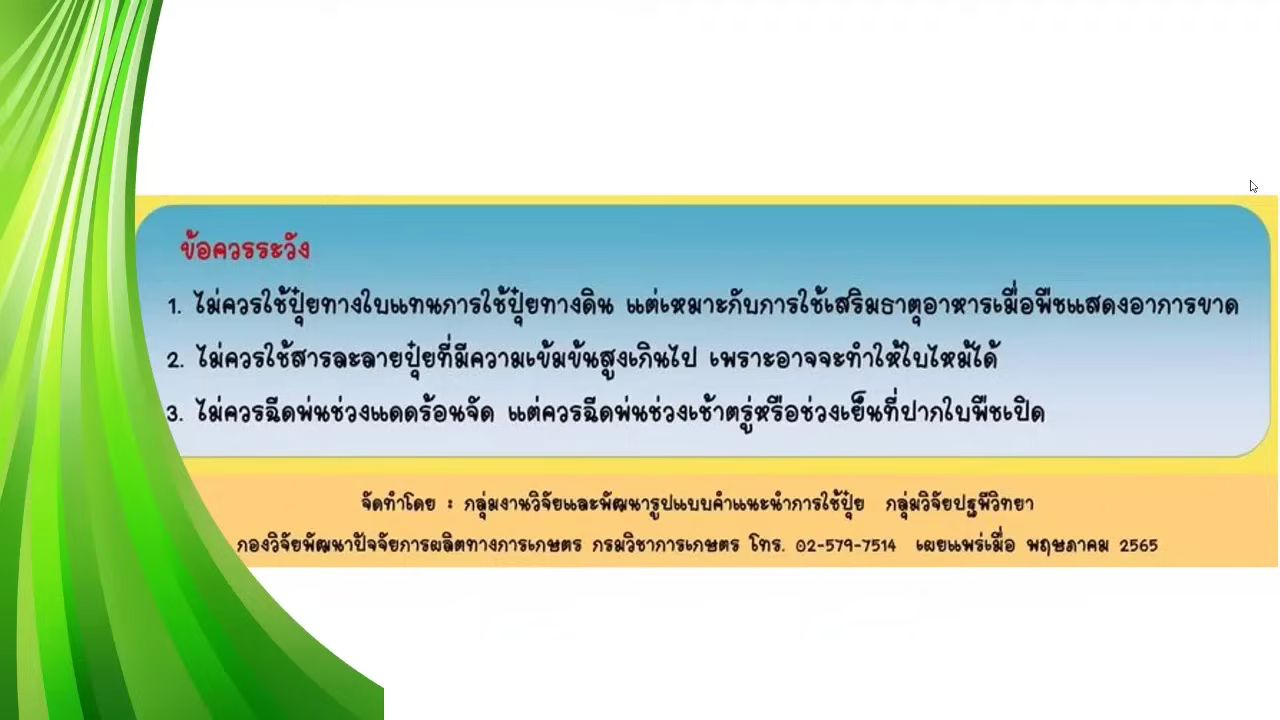 ข้อควรระวัง
1. ไม่ควรใช้ปุ๋ยทางใบแทนการใช้ปุ๋ยทางดิน แต่เหมาะกับการใช้เสริมธาตุอาหารเมื่อพืชแสดงอาการขาด
2. ไม่ควรใช้สารละลายปุ๋ยที่มีความเข้มข้นสูงเกินไป เพราะอาจจะทำให้ใบไหม้ได้
3. ไม่ควรฉีดพ่นช่วงแดดร้อนจัด แต่ควรฉีดพ่นช่วงเช้าตรู่หรือช่วงเย็นที่ปากใบพืชเปิด
จัดทำโดย : กลุ่มงานวิจัยและพัฒนารูปแบบคำแนะนำการใช้ปุ๋ย กลุ่มวิจัยปฐพีวิทยา
กองวิจัยพัฒนาปัจจัยการผลิตทางการเกษตร กรมวิชาการเกษตร โทร. 02-579-7514 เผยแพร่เมื่อ พฤษภาคม 2565